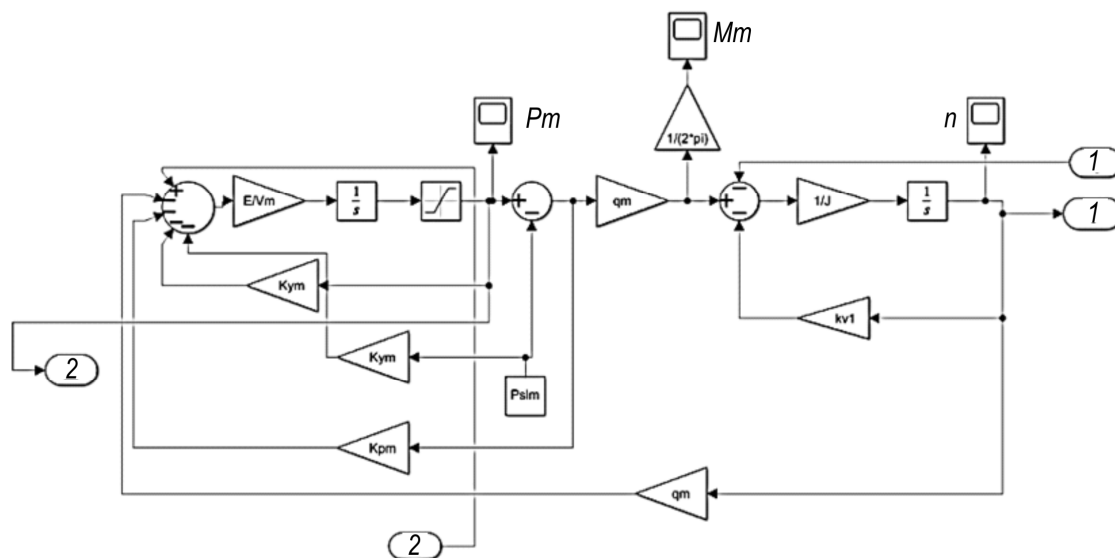 Mm
Pm
n
1/(2*pi)
1
+
−
−
−
−
E/Vm
1
s
+
−
qm
−
+
−
1/J
1
s
1
Kym
kv1
2
Kym
Pslm
Kpm
qm
2